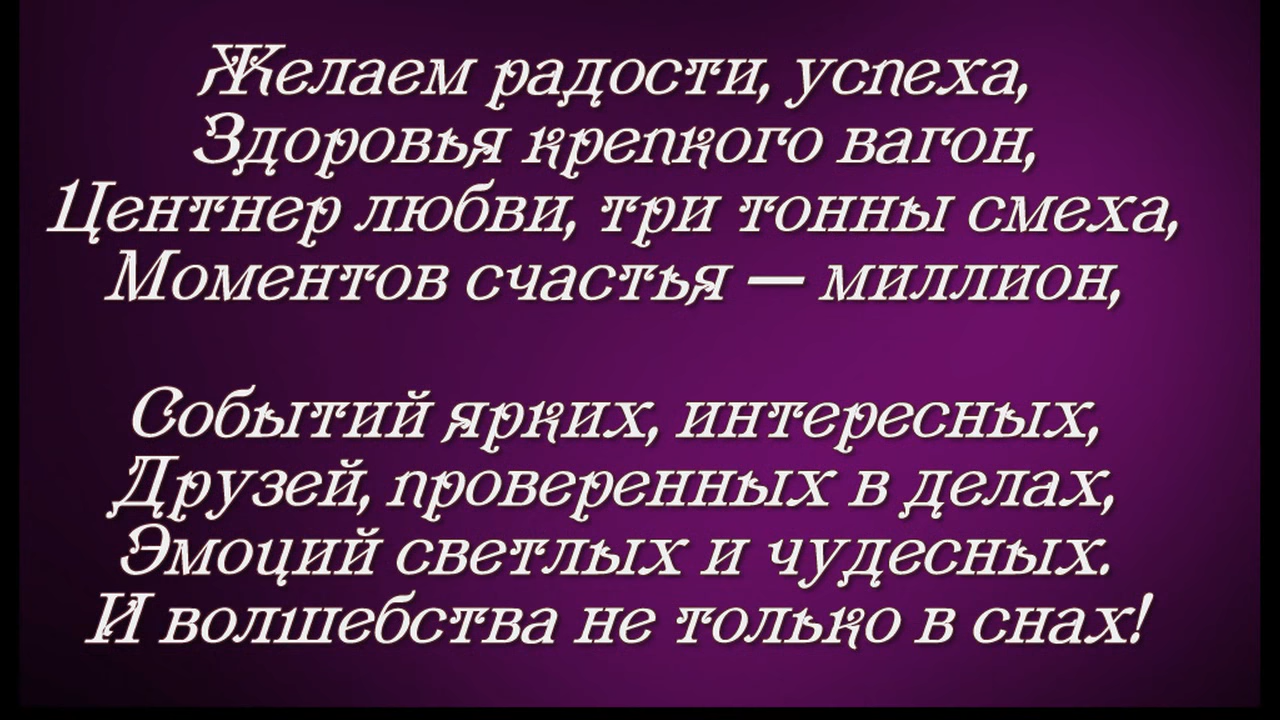 Желаем радости, успеха,
Здоровья крепкого вагон,
Центнер любви, три тонны смеха,
Моментов счастья — миллион,
Событий ярких, интересных,
Друзей, проверенных в делах,
Эмоций светлых и чудесных.
И волшебства не только в снах!